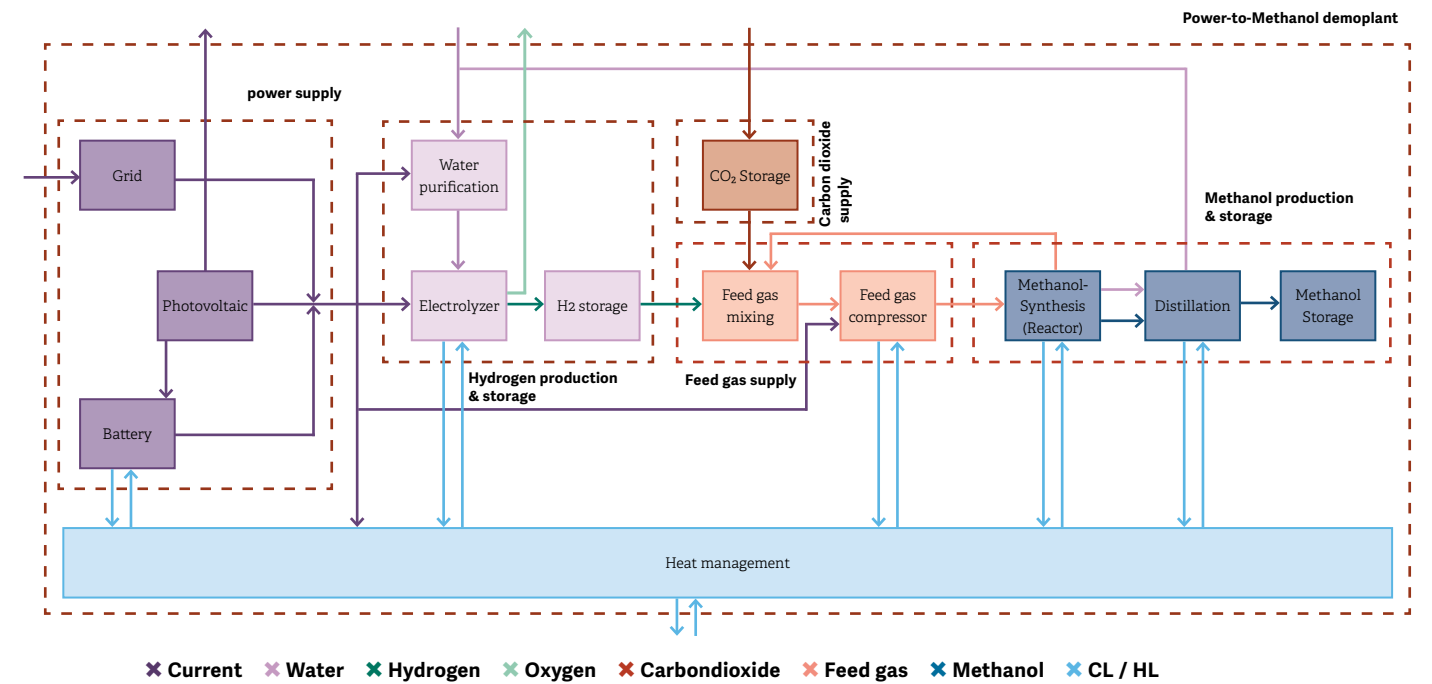 Power-to-Methanol demoplant
power supply
Grid
Photovoltaic
Battery
Water
purification
Electrolyzer
H2 storage
Hydrogen production
& storage
CO₂ Storage
Carbon dioxide
supply
Feed gas
mixing
Feed gas
compressor
Feed gas supply
Methanol production
& storage
Methanol-
Synthesis
(Reactor)
Distillation
Methanol
Storage
Heat management
Current
Water
Hydrogen
Oxygen
Carbondioxide
Feed gas
Methanol
CL / HL